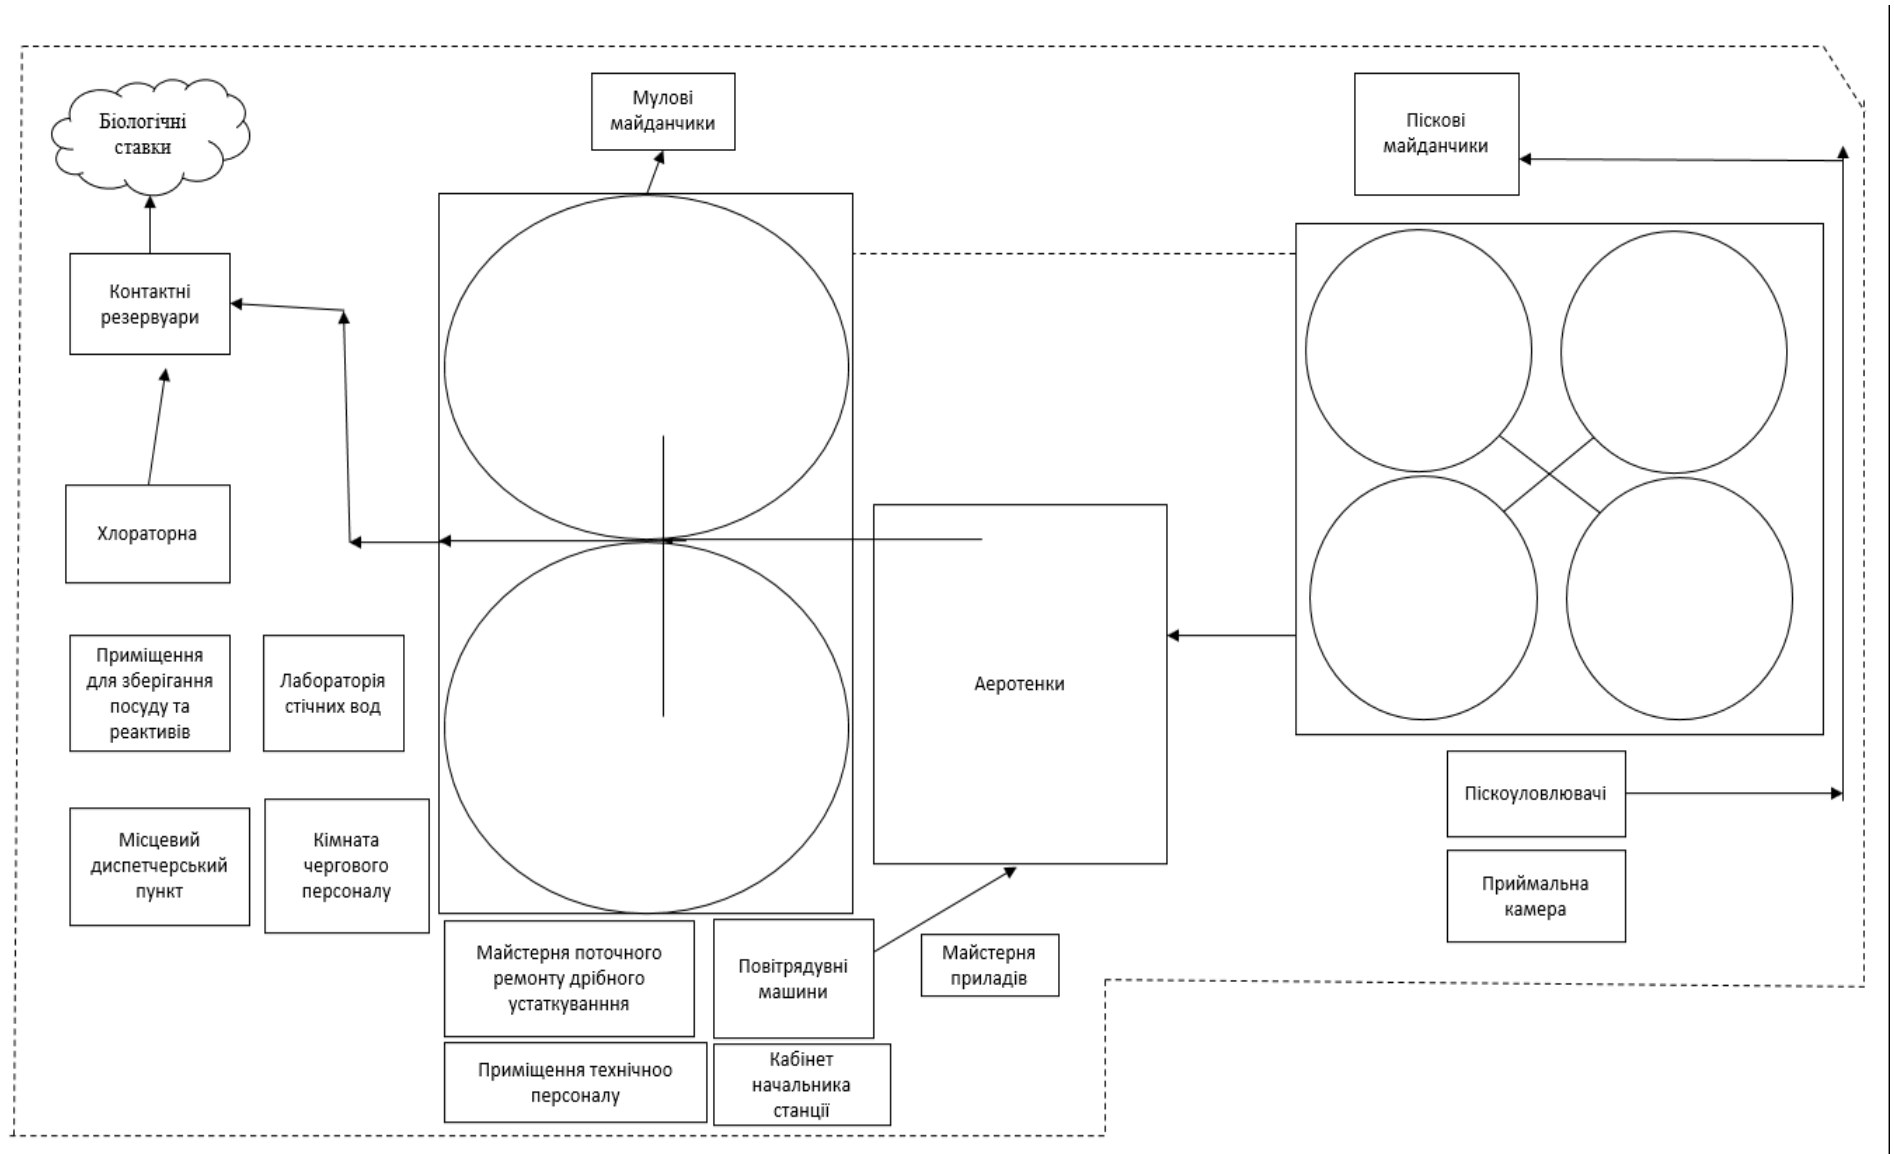 Біологічні
ставки
Мулові
майданчики
Піскові
майданчики
Контактні
резервуари
Хлораторна
Приміщення
для зберігання
посуду та
реактивів
Лабораторія
стічних вод
Аеротенки
Піскоуловлювачі
Місцевий
диспетчерський
пункт
Кімната
чергового
персоналу
Приймальна
камера
Майстерня поточного
ремонту дрібного
устаткуванння
Повітрядувні
машини
Майстерня
приладів
Приміщення технічноо
персоналу
Кабінет
начальника
станції